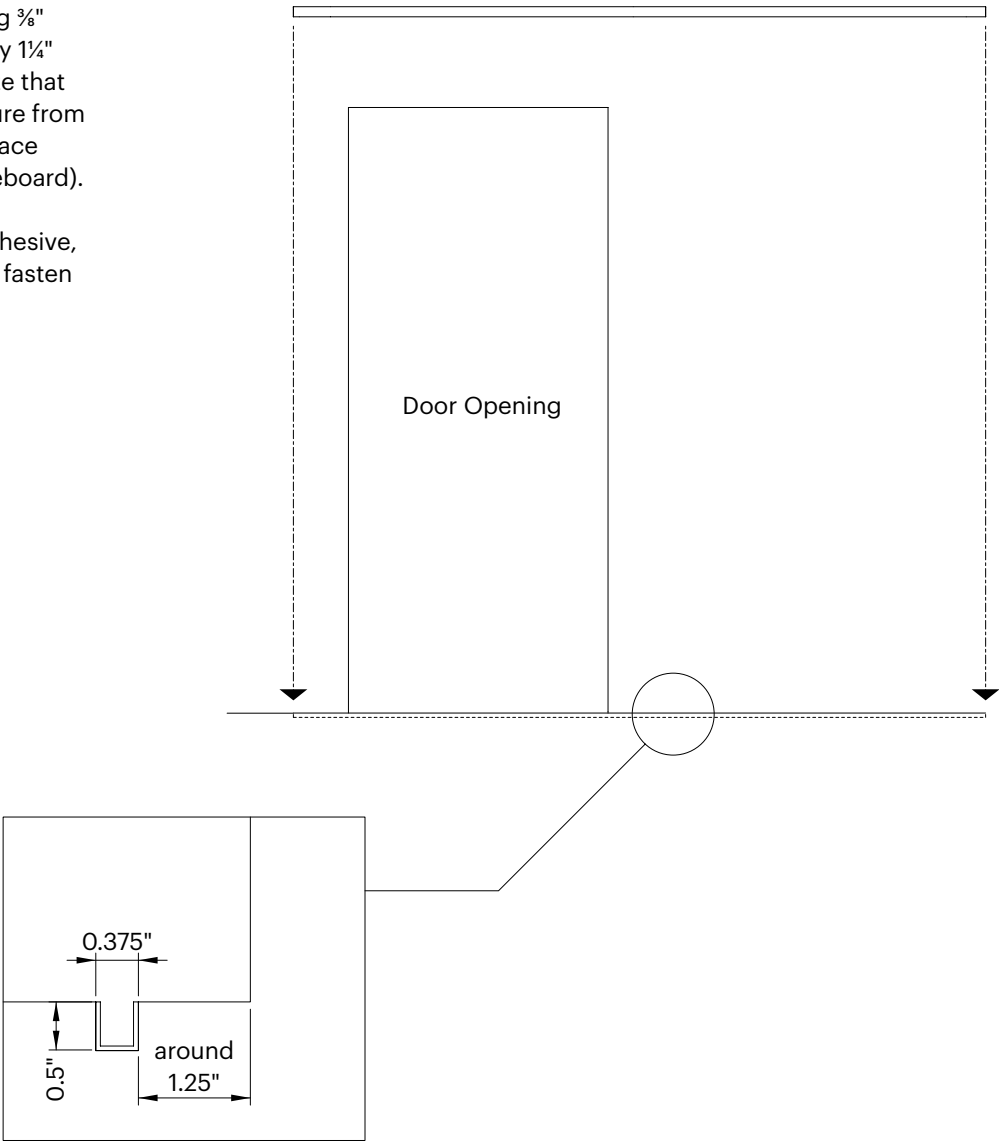 g ⅜"
y 1¼"
e that
ure from
ace
eboard).
hesive,
fasten
Door Opening
0.375"
0.5"
around
1.25"